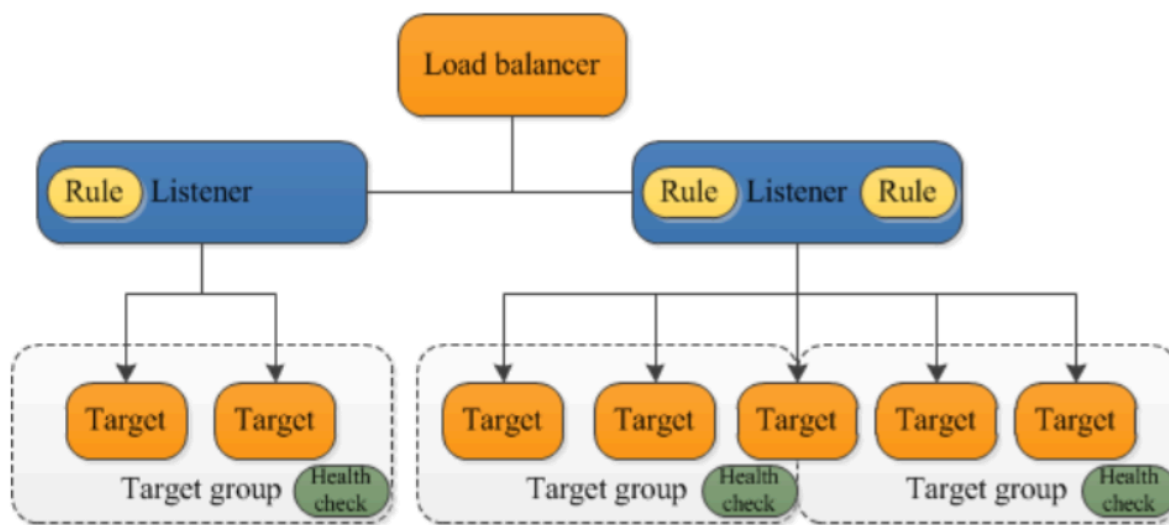 Load balancer
Rule Listener
Rule Listener Rule
Target Target
Target Target Target Target Target
Target group Health check
Target group Health check
Target group Health check